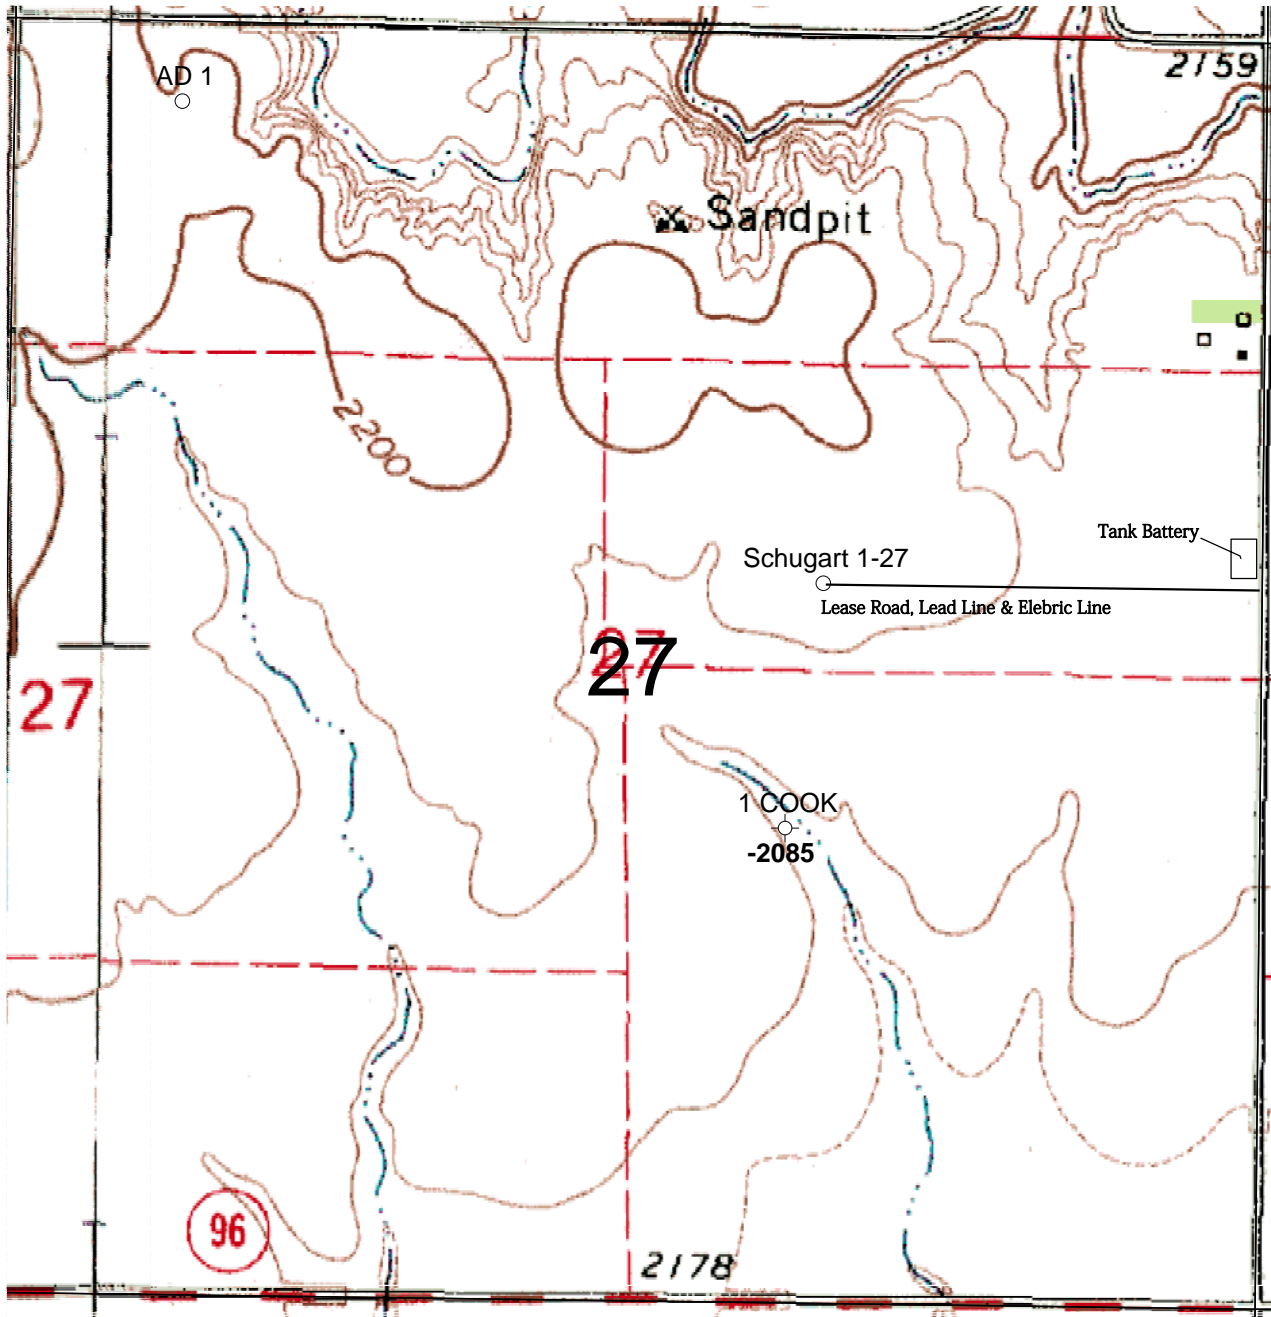 AD 1
2159
Sandpit
2200
Tank Battery
Schugart 1-27
Lease Road, Lead Line & Elebric Line
27
27
27
1 COOK
-2085
96
2178